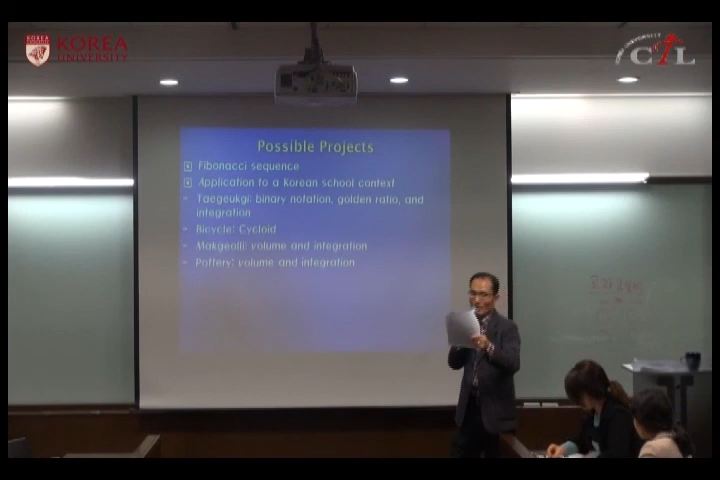 KOREA
UNIVERSITY
CTL
Possible Projects
Fibonacci sequence
Application to a Korean school context
- Taegeukgi: binary notation, golden ratio, and
integration
- Bicycle: Cycloid
- Makgeolli: volume and integration
- Pottery: volume and integration